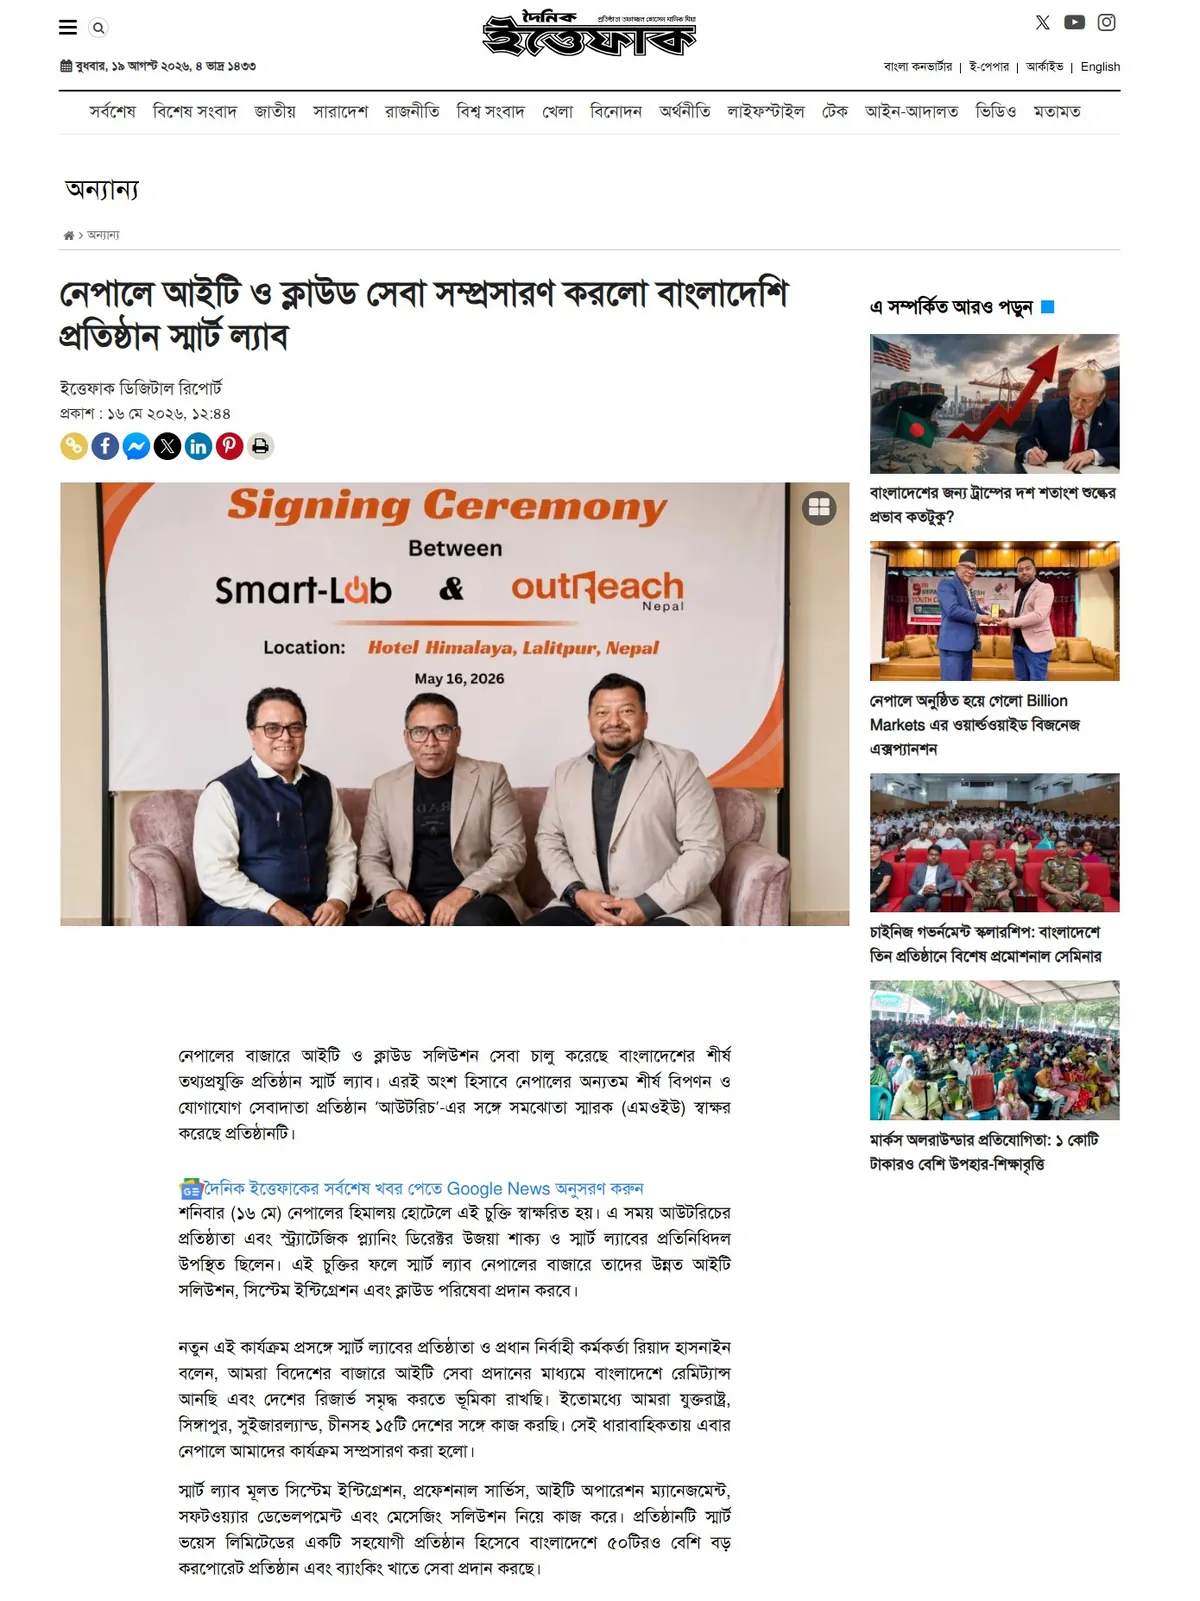 দৈনিক
ইত্তেফাক
প্রতিষ্ঠাতা তফাজ্জল হোসেন মানিক মিয়া
বুধবার, ১৯ আগস্ট ২০২৬, ৪ ভাদ্র ১৪৩৩
বাংলা কনভার্টার | ই-পেপার | আর্কাইভ | English
সর্বশেষ বিশেষ সংবাদ জাতীয় সারাদেশ রাজনীতি বিশ্ব সংবাদ খেলা বিনোদন অর্থনীতি লাইফস্টাইল টেক আইন-আদালত ভিডিও মতামত
অন্যান্য
› অন্যান্য
নেপালে আইটি ও ক্লাউড সেবা সম্প্রসারণ করলো বাংলাদেশি
প্রতিষ্ঠান স্মার্ট ল্যাব
ইত্তেফাক ডিজিটাল রিপোর্ট
প্রকাশ : ১৬ মে ২০২৬, ১২:৪৪
Signing Ceremony
Between
Smart-Lab & outReach
Nepal
Location: Hotel Himalaya, Lalitpur, Nepal
May 16, 2026
নেপালের বাজারে আইটি ও ক্লাউড সলিউশন সেবা চালু করেছে বাংলাদেশের শীর্ষ
তথ্যপ্রযুক্তি প্রতিষ্ঠান স্মার্ট ল্যাব। এরই অংশ হিসাবে নেপালের অন্যতম শীর্ষ বিপণন ও
যোগাযোগ সেবাদাতা প্রতিষ্ঠান ‘আউটরিচ’-এর সঙ্গে সমঝোতা স্মারক (এমওইউ) স্বাক্ষর
করেছে প্রতিষ্ঠানটি।
দৈনিক ইত্তেফাকের সর্বশেষ খবর পেতে Google News অনুসরণ করুন
শনিবার (১৬ মে) নেপালের হিমালয় হোটেলে এই চুক্তি স্বাক্ষরিত হয়। এ সময় আউটরিচের
প্রতিষ্ঠাতা এবং স্ট্র্যাটেজিক প্ল্যানিং ডিরেক্টর উজয়া শাক্য ও স্মার্ট ল্যাবের প্রতিনিধিদল
উপস্থিত ছিলেন। এই চুক্তির ফলে স্মার্ট ল্যাব নেপালের বাজারে তাদের উন্নত আইটি
সলিউশন, সিস্টেম ইন্টিগ্রেশন এবং ক্লাউড পরিষেবা প্রদান করবে।
নতুন এই কার্যক্রম প্রসঙ্গে স্মার্ট ল্যাবের প্রতিষ্ঠাতা ও প্রধান নির্বাহী কর্মকর্তা রিয়াদ হাসনাইন
বলেন, আমরা বিদেশের বাজারে আইটি সেবা প্রদানের মাধ্যমে বাংলাদেশে রেমিট্যান্স
আনছি এবং দেশের রিজার্ভ সমৃদ্ধ করতে ভূমিকা রাখছি। ইতোমধ্যে আমরা যুক্তরাষ্ট্র,
সিঙ্গাপুর, সুইজারল্যান্ড, চীনসহ ১৫টি দেশের সঙ্গে কাজ করছি। সেই ধারাবাহিকতায় এবার
নেপালে আমাদের কার্যক্রম সম্প্রসারণ করা হলো।
স্মার্ট ল্যাব মূলত সিস্টেম ইন্টিগ্রেশন, প্রফেশনাল সার্ভিস, আইটি অপারেশন ম্যানেজমেন্ট,
সফটওয়্যার ডেভেলপমেন্ট এবং মেসেজিং সলিউশন নিয়ে কাজ করে। প্রতিষ্ঠানটি স্মার্ট
ভয়েস লিমিটেডের একটি সহযোগী প্রতিষ্ঠান হিসেবে বাংলাদেশে ৫০টিরও বেশি বড়
করপোরেট প্রতিষ্ঠান এবং ব্যাংকিং খাতে সেবা প্রদান করছে।
এ সম্পর্কিত আরও পড়ুন
বাংলাদেশের জন্য ট্রাম্পের দশ শতাংশ শুল্কের
প্রভাব কতটুকু?
নেপালে অনুষ্ঠিত হয়ে গেলো Billion
Markets এর ওয়ার্ল্ডওয়াইড বিজনেজ
এক্সপ্যানশন
চাইনিজ গভর্নমেন্ট স্কলারশিপ: বাংলাদেশে
তিন প্রতিষ্ঠানে বিশেষ প্রমোশনাল সেমিনার
মার্কস অলরাউন্ডার প্রতিযোগিতা: ১ কোটি
টাকারও বেশি উপহার-শিক্ষাবৃত্তি